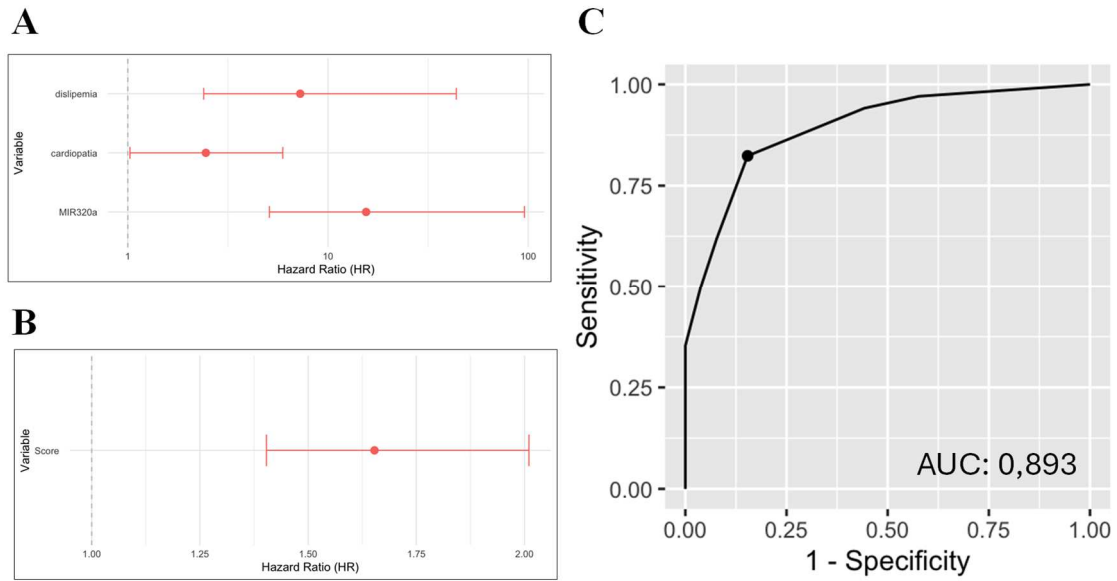 A
dislipemia
cardiopatia
MIR320a
Variable
1
10
100
Hazard Ratio (HR)
B
Score
Variable
1.00
1.25
1.50
1.75
2.00
Hazard Ratio (HR)
C
1.00
0.75
0.50
0.25
0.00
Sensitivity
AUC: 0,893
0.00
0.25
0.50
0.75
1.00
1 - Specificity